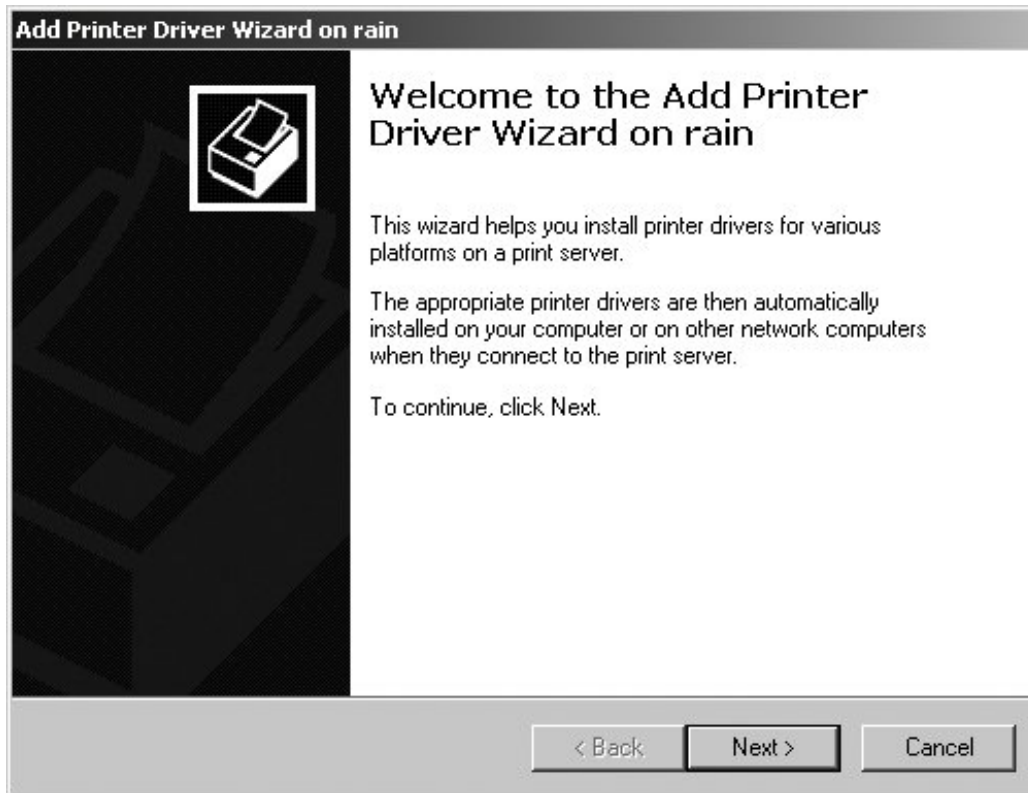 Add Printer Driver Wizard on rain
Welcome to the Add Printer
Driver Wizard on rain
This wizard helps you install printer drivers for various
platforms on a print server.
The appropriate printer drivers are then automatically
installed on your computer or on other network computers
when they connect to the print server.
To continue, click Next.
< Back
Next >
Cancel